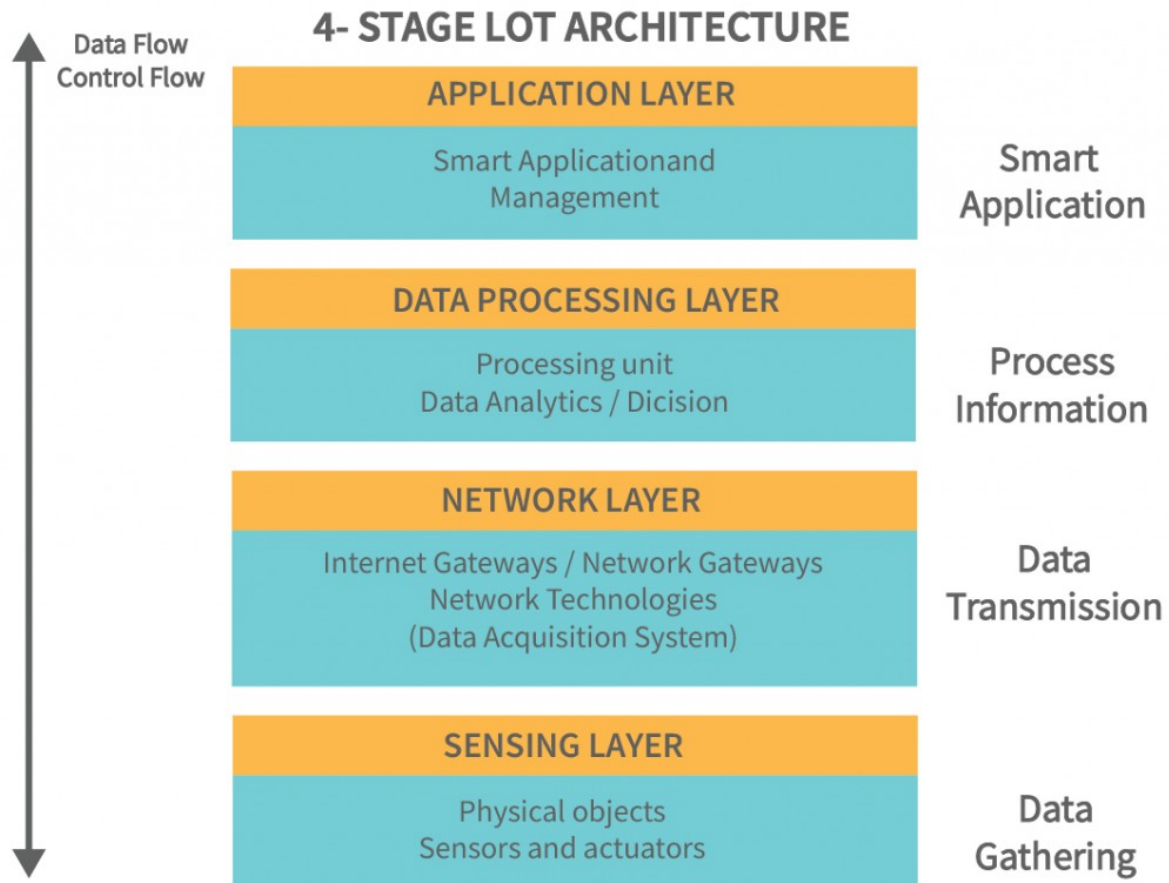 4- STAGE LOT ARCHITECTURE
Data Flow
Control Flow
APPLICATION LAYER
Smart Applicationand
Management
Smart
Application
DATA PROCESSING LAYER
Processing unit
Data Analytics / Dicision
Process
Information
NETWORK LAYER
Internet Gateways / Network Gateways
Network Technologies
(Data Acquisition System)
Data
Transmission
SENSING LAYER
Physical objects
Sensors and actuators
Data
Gathering